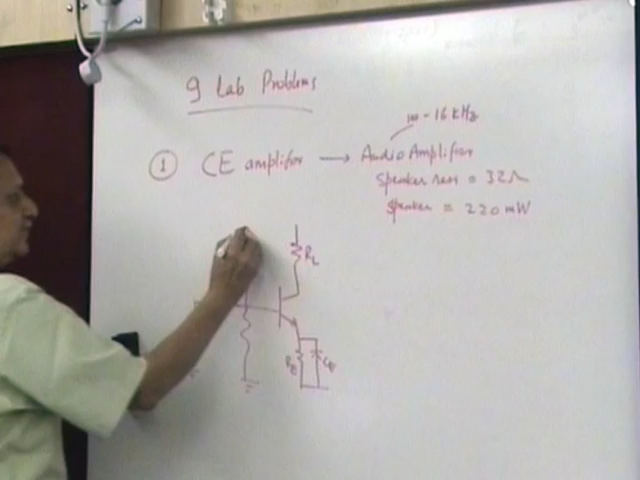 9 Lab Problems
100 - 16 kHz
① CE amplifier → Audio Amplifier
Speaker res = 32Ω
Speaker = 220 mW
RL
RE CE